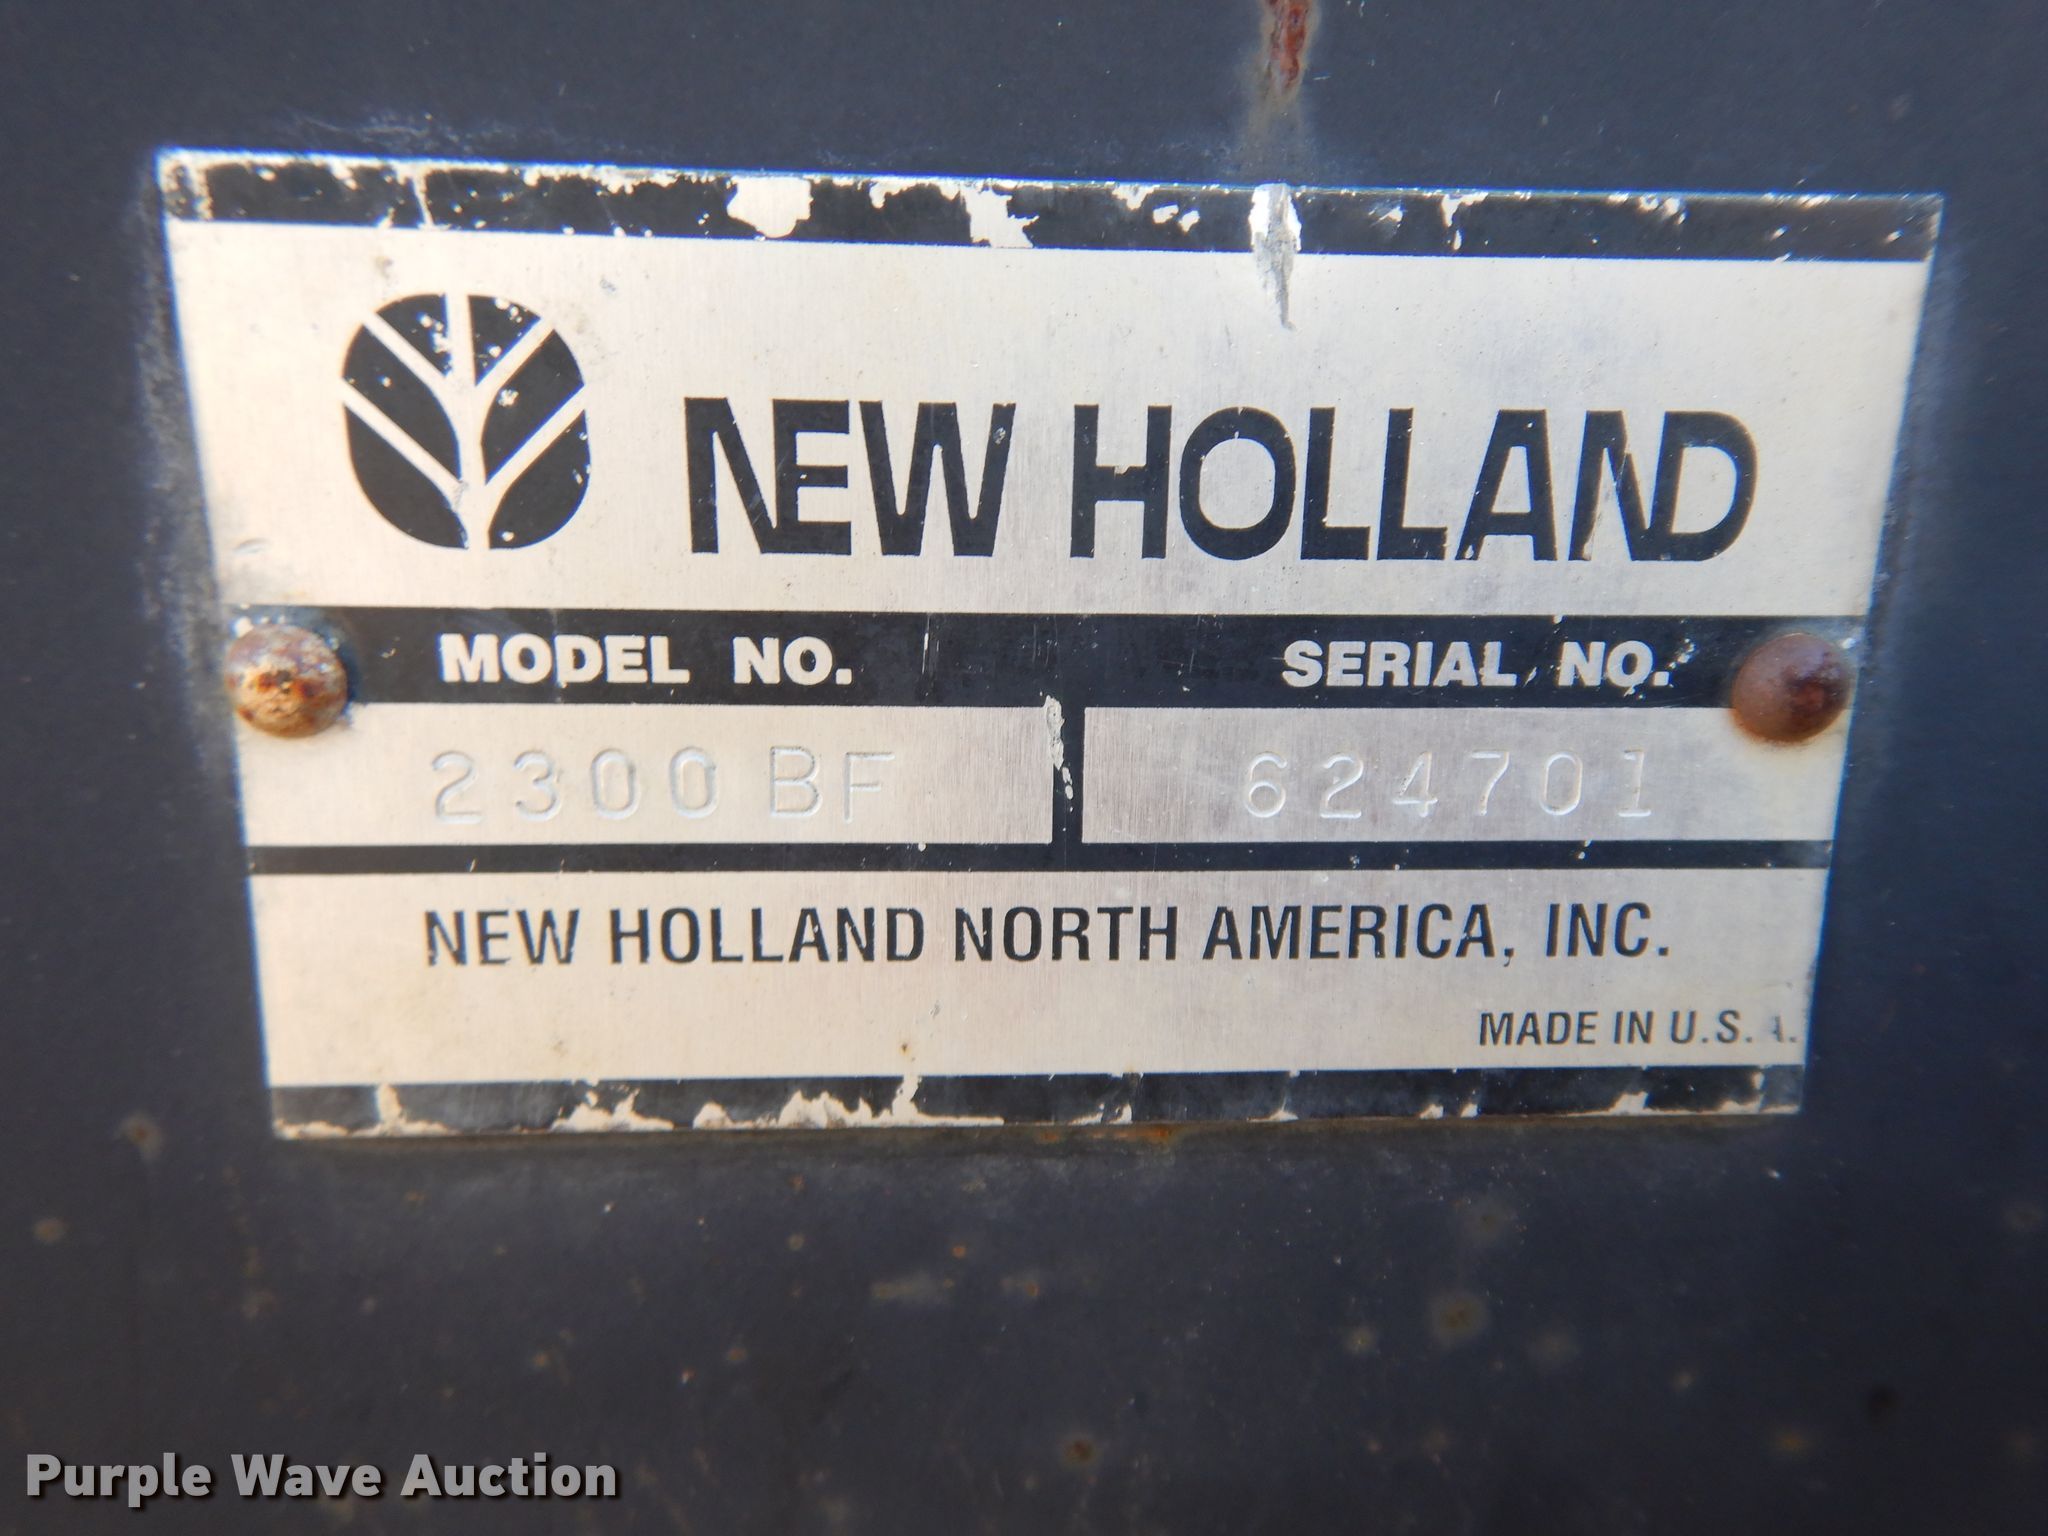 NEW HOLLAND
MODEL NO. SERIAL NO.
2300 BF 624701
NEW HOLLAND NORTH AMERICA, INC.
MADE IN U.S.A.
Purple Wave Auction